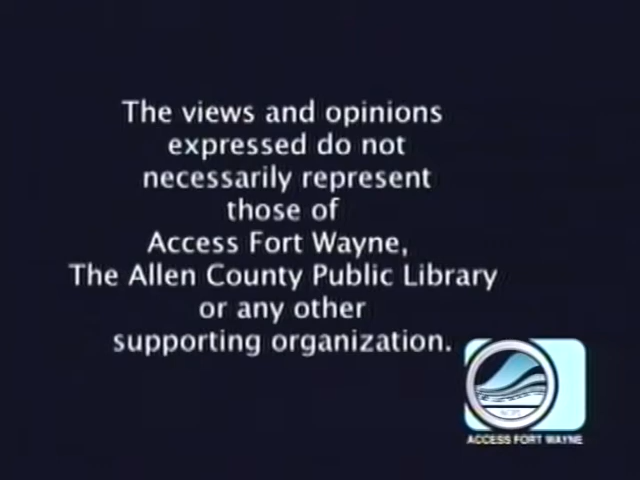 The views and opinions
expressed do not
necessarily represent
those of
Access Fort Wayne,
The Allen County Public Library
or any other
supporting organization.
ACCESS FORT WAYNE